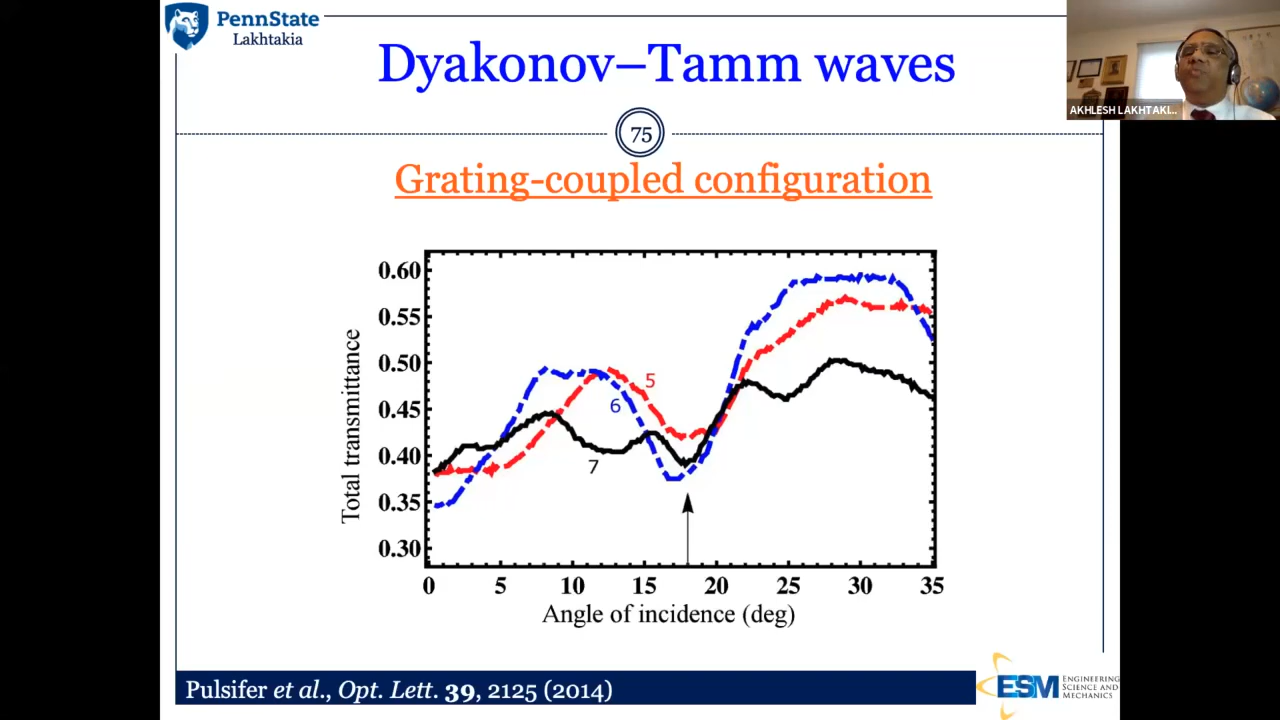 PennState
Lakhtakia
Dyakonov–Tamm waves
75
Grating-coupled configuration
AKHLESH LAKHTAKI...
0.60
0.55
0.50
0.45
0.40
0.35
0.30
Total transmittance
5
6
7
0 5 10 15 20 25 30 35
Angle of incidence (deg)
Pulsifer et al., Opt. Lett. 39, 2125 (2014)
ESM
ENGINEERING
SCIENCE AND
MECHANICS